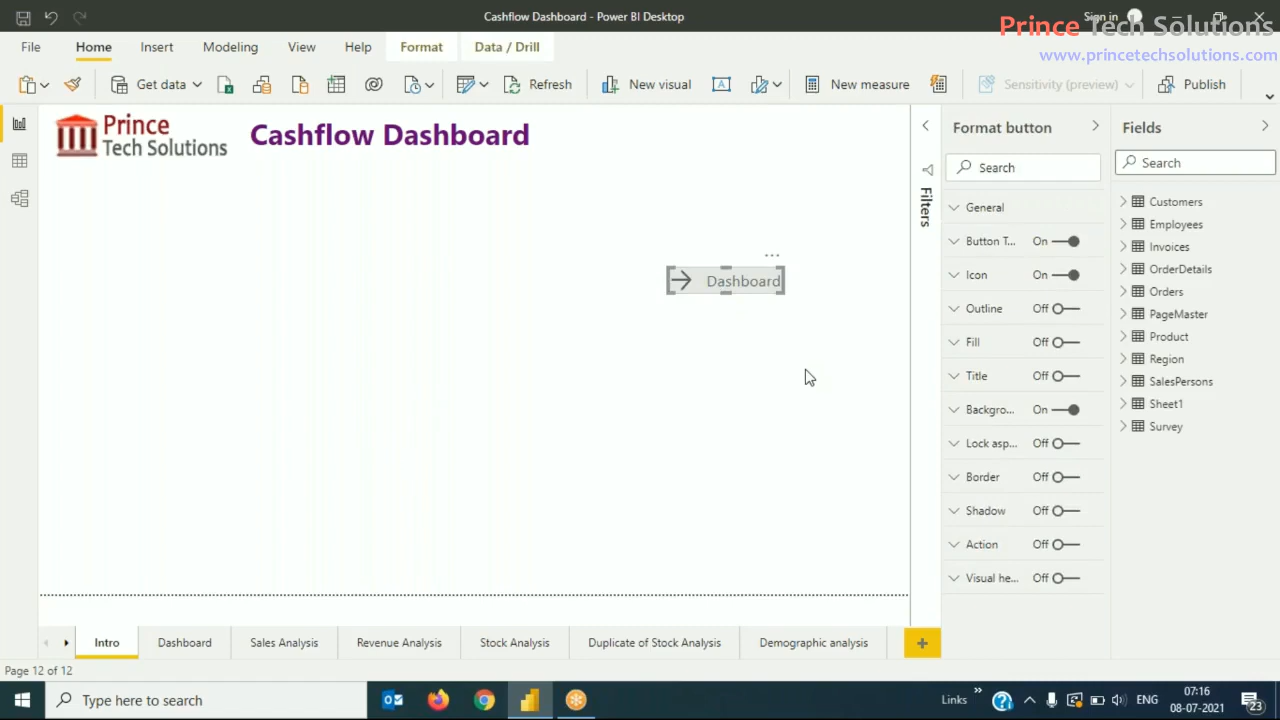 Cashflow Dashboard - Power BI Desktop
Sign in
Prince Tech Solutions
www.princetechsolutions.com
File Home Insert Modeling View Help Format Data / Drill
Get data Refresh New visual New measure Sensitivity (preview) Publish
Prince
Tech Solutions
Cashflow Dashboard
Dashboard
Filters
Format button
Search
General
Button T... On
Icon On
Outline Off
Fill Off
Title Off
Backgro... On
Lock asp... Off
Border Off
Shadow Off
Action Off
Visual he... Off
Fields
Search
Customers
Employees
Invoices
OrderDetails
Orders
PageMaster
Product
Region
SalesPersons
Sheet1
Survey
Intro Dashboard Sales Analysis Revenue Analysis Stock Analysis Duplicate of Stock Analysis Demographic analysis
Page 12 of 12
Type here to search
Links
ENG
07:16
08-07-2021
23